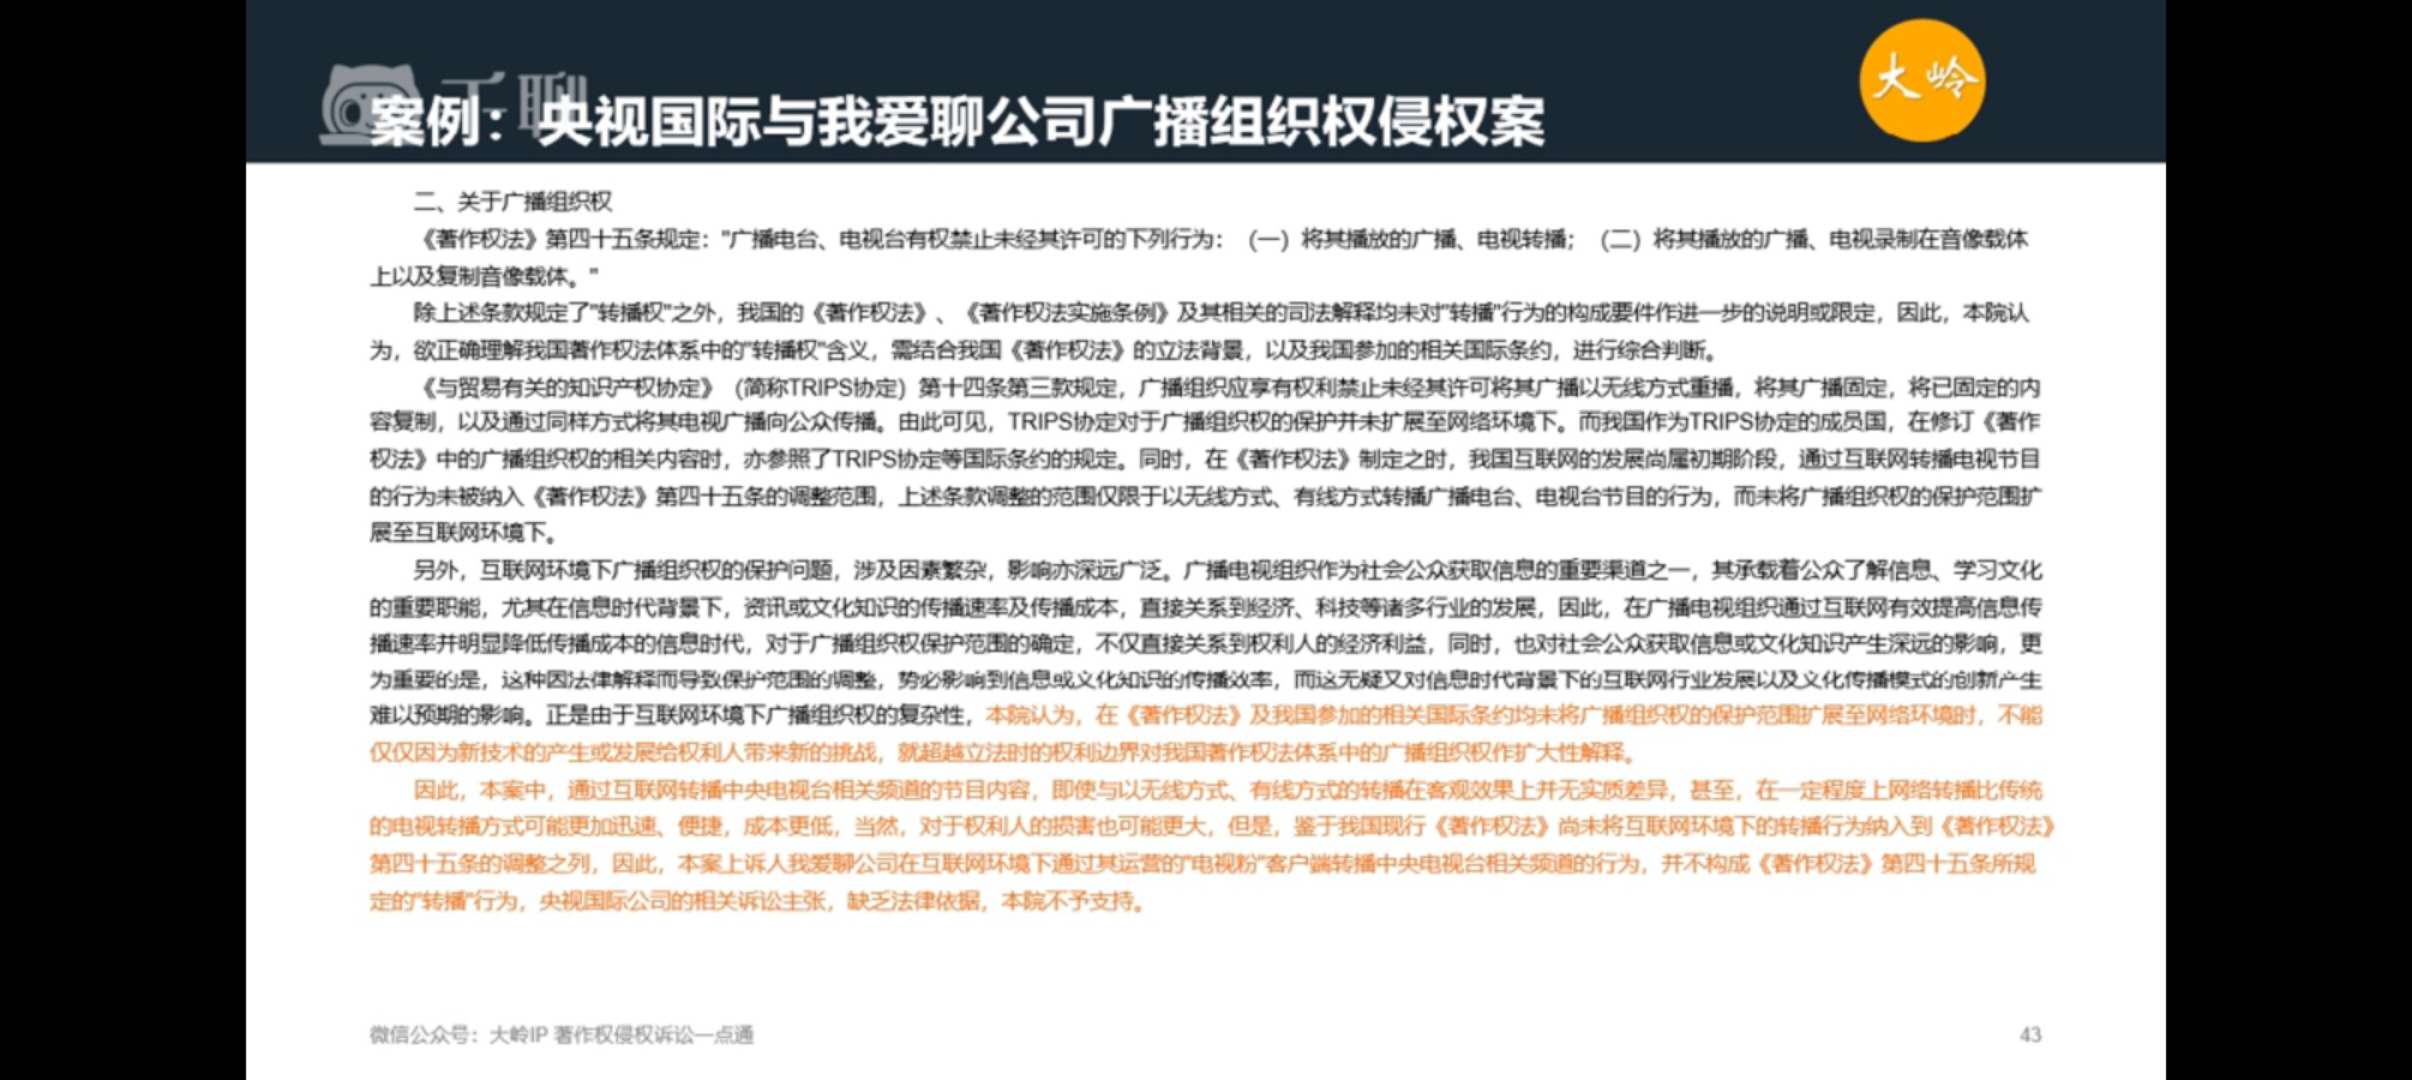 千聊
大岭
案例：央视国际与我爱聊公司广播组织权侵权案
二、关于广播组织权
《著作权法》第四十五条规定："广播电台、电视台有权禁止未经其许可的下列行为：（一）将其播放的广播、电视转播；（二）将其播放的广播、电视录制在音像载体
上以及复制音像载体。"
除上述条款规定了"转播权"之外，我国的《著作权法》、《著作权法实施条例》及其相关的司法解释均未对"转播"行为的构成要件作进一步的说明或限定，因此，本院认
为，欲正确理解我国著作权法体系中的"转播权"含义，需结合我国《著作权法》的立法背景，以及我国参加的相关国际条约，进行综合判断。
《与贸易有关的知识产权协定》（简称TRIPS协定）第十四条第三款规定，广播组织应享有权利禁止未经其许可将其广播以无线方式重播，将其广播固定，将已固定的内
容复制，以及通过同样方式将其电视广播向公众传播。由此可见，TRIPS协定对于广播组织权的保护并未扩展至网络环境下。而我国作为TRIPS协定的成员国，在修订《著作
权法》中的广播组织权的相关内容时，亦参照了TRIPS协定等国际条约的规定。同时，在《著作权法》制定之时，我国互联网的发展尚属初期阶段，通过互联网转播电视节目
的行为未被纳入《著作权法》第四十五条的调整范围，上述条款调整的范围仅限于以无线方式、有线方式转播广播电台、电视台节目的行为，而未将广播组织权的保护范围扩
展至互联网环境下。
另外，互联网环境下广播组织权的保护问题，涉及因素繁杂，影响亦深远广泛。广播电视组织作为社会公众获取信息的重要渠道之一，其承载着公众了解信息、学习文化
的重要职能，尤其在信息时代背景下，资讯或文化知识的传播速率及传播成本，直接关系到经济、科技等诸多行业的发展，因此，在广播电视组织通过互联网有效提高信息传
播速率并明显降低传播成本的信息时代，对于广播组织权保护范围的确定，不仅直接关系到权利人的经济利益，同时，也对社会公众获取信息或文化知识产生深远的影响，更
为重要的是，这种因法律解释而导致保护范围的调整，势必影响到信息或文化知识的传播效率，而这无疑又对信息时代背景下的互联网行业发展以及文化传播模式的创新产生
难以预期的影响。正是由于互联网环境下广播组织权的复杂性，本院认为，在《著作权法》及我国参加的相关国际条约均未将广播组织权的保护范围扩展至网络环境时，不能
仅仅因为新技术的产生或发展给权利人带来新的挑战，就超越立法时的权利边界对我国著作权法体系中的广播组织权作扩大性解释。
因此，本案中，通过互联网转播中央电视台相关频道的节目内容，即使与以无线方式、有线方式的转播在客观效果上并无实质差异，甚至，在一定程度上网络转播比传统
的电视转播方式可能更加迅速、便捷，成本更低，当然，对于权利人的损害也可能更大，但是，鉴于我国现行《著作权法》尚未将互联网环境下的转播行为纳入到《著作权法》
第四十五条的调整之列，因此，本案上诉人我爱聊公司在互联网环境下通过其运营的"电视粉"客户端转播中央电视台相关频道的行为，并不构成《著作权法》第四十五条所规
定的"转播"行为，央视国际公司的相关诉讼主张，缺乏法律依据，本院不予支持。
微信公众号：大岭IP 著作权侵权诉讼一点通
43